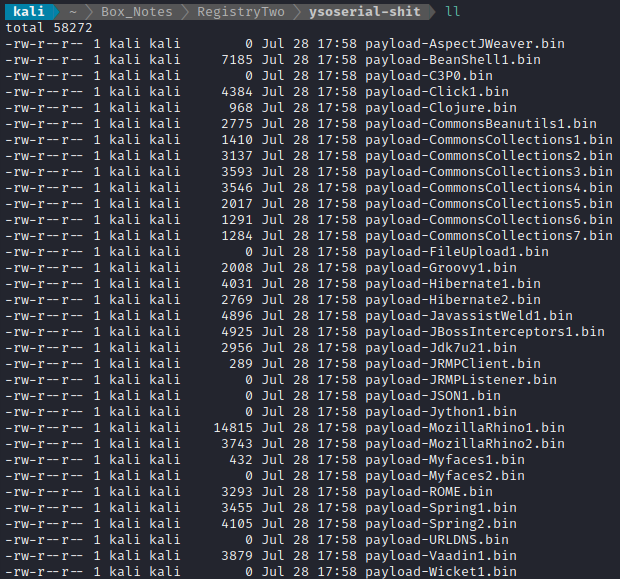 kali ~ Box_Notes RegistryTwo ysoserial-shit ll
total 58272
-rw-r--r-- 1 kali kali 0 Jul 28 17:58 payload-AspectJWeaver.bin
-rw-r--r-- 1 kali kali 7185 Jul 28 17:58 payload-BeanShell1.bin
-rw-r--r-- 1 kali kali 0 Jul 28 17:58 payload-C3P0.bin
-rw-r--r-- 1 kali kali 4384 Jul 28 17:58 payload-Click1.bin
-rw-r--r-- 1 kali kali 968 Jul 28 17:58 payload-Clojure.bin
-rw-r--r-- 1 kali kali 2775 Jul 28 17:58 payload-CommonsBeanutils1.bin
-rw-r--r-- 1 kali kali 1410 Jul 28 17:58 payload-CommonsCollections1.bin
-rw-r--r-- 1 kali kali 3137 Jul 28 17:58 payload-CommonsCollections2.bin
-rw-r--r-- 1 kali kali 3593 Jul 28 17:58 payload-CommonsCollections3.bin
-rw-r--r-- 1 kali kali 3546 Jul 28 17:58 payload-CommonsCollections4.bin
-rw-r--r-- 1 kali kali 2017 Jul 28 17:58 payload-CommonsCollections5.bin
-rw-r--r-- 1 kali kali 1291 Jul 28 17:58 payload-CommonsCollections6.bin
-rw-r--r-- 1 kali kali 1284 Jul 28 17:58 payload-CommonsCollections7.bin
-rw-r--r-- 1 kali kali 0 Jul 28 17:58 payload-FileUpload1.bin
-rw-r--r-- 1 kali kali 2008 Jul 28 17:58 payload-Groovy1.bin
-rw-r--r-- 1 kali kali 4031 Jul 28 17:58 payload-Hibernate1.bin
-rw-r--r-- 1 kali kali 2769 Jul 28 17:58 payload-Hibernate2.bin
-rw-r--r-- 1 kali kali 4896 Jul 28 17:58 payload-JavassistWeld1.bin
-rw-r--r-- 1 kali kali 4925 Jul 28 17:58 payload-JBossInterceptors1.bin
-rw-r--r-- 1 kali kali 2956 Jul 28 17:58 payload-Jdk7u21.bin
-rw-r--r-- 1 kali kali 289 Jul 28 17:58 payload-JRMPClient.bin
-rw-r--r-- 1 kali kali 0 Jul 28 17:58 payload-JRMPListener.bin
-rw-r--r-- 1 kali kali 0 Jul 28 17:58 payload-JSON1.bin
-rw-r--r-- 1 kali kali 0 Jul 28 17:58 payload-Jython1.bin
-rw-r--r-- 1 kali kali 14815 Jul 28 17:58 payload-MozillaRhino1.bin
-rw-r--r-- 1 kali kali 3743 Jul 28 17:58 payload-MozillaRhino2.bin
-rw-r--r-- 1 kali kali 432 Jul 28 17:58 payload-Myfaces1.bin
-rw-r--r-- 1 kali kali 0 Jul 28 17:58 payload-Myfaces2.bin
-rw-r--r-- 1 kali kali 3293 Jul 28 17:58 payload-ROME.bin
-rw-r--r-- 1 kali kali 3455 Jul 28 17:58 payload-Spring1.bin
-rw-r--r-- 1 kali kali 4105 Jul 28 17:58 payload-Spring2.bin
-rw-r--r-- 1 kali kali 0 Jul 28 17:58 payload-URLDNS.bin
-rw-r--r-- 1 kali kali 3879 Jul 28 17:58 payload-Vaadin1.bin
-rw-r--r-- 1 kali kali 0 Jul 28 17:58 payload-Wicket1.bin